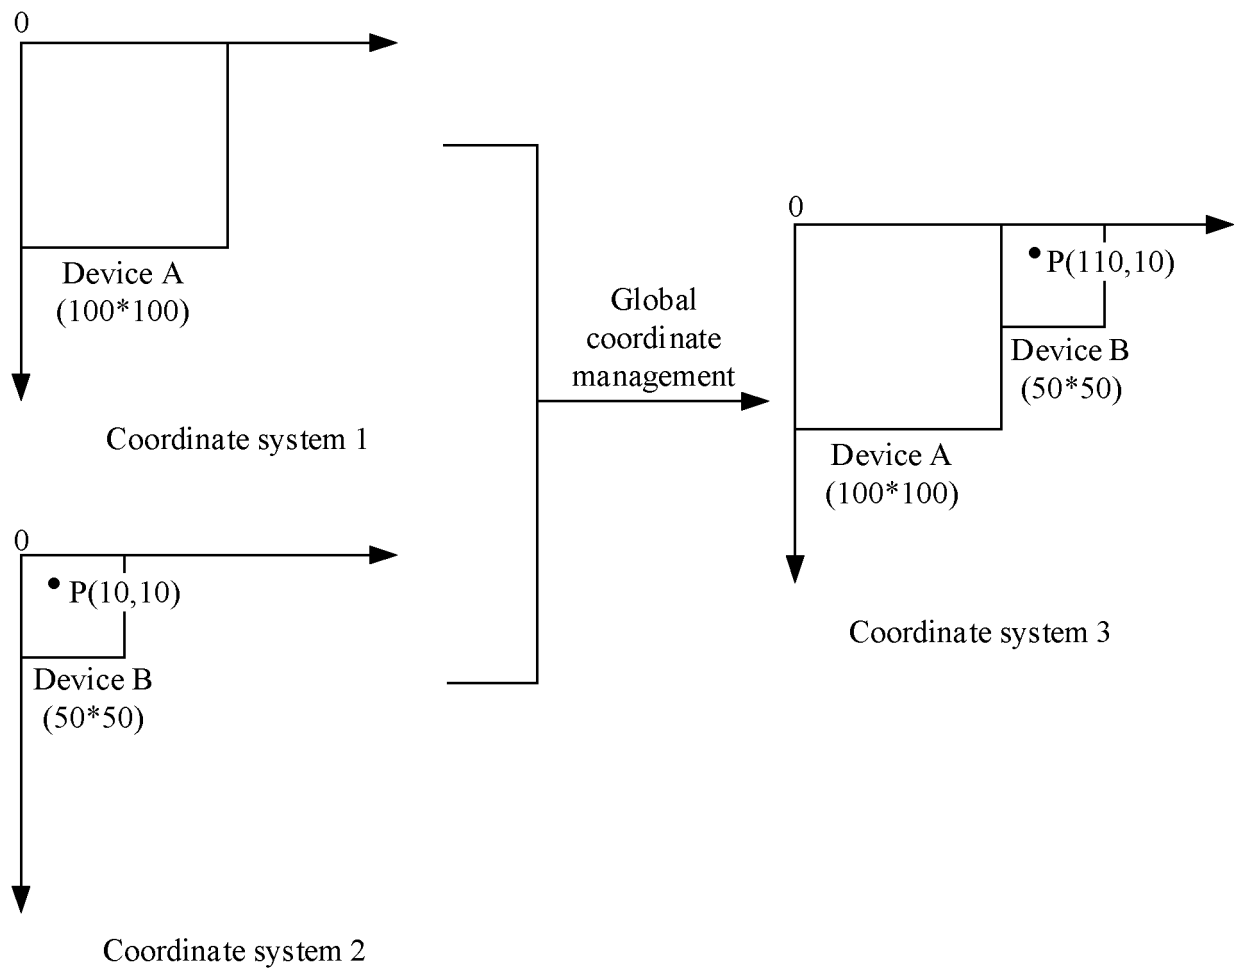 0
Device A
(100*100)
Coordinate system 1
0
P(10,10)
Device B
(50*50)
Coordinate system 2
Global
coordinate
management
0
P(110,10)
Device B
(50*50)
Device A
(100*100)
Coordinate system 3